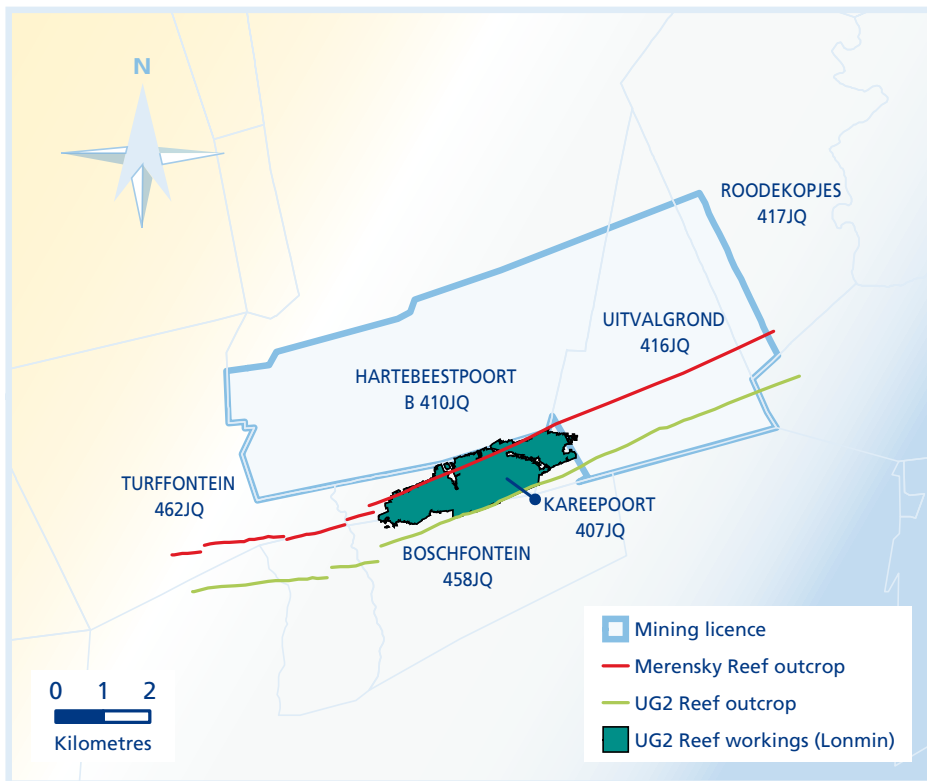 N
ROODEKOPJES
417JQ
UITVALGROND
416JQ
HARTEBEESTPOORT
B 410JQ
TURFFONTEIN
462JQ
KAREEPOORT
407JQ
BOSCHFONTEIN
458JQ
Mining licence
Merensky Reef outcrop
UG2 Reef outcrop
UG2 Reef workings (Lonmin)
0 1 2
Kilometres